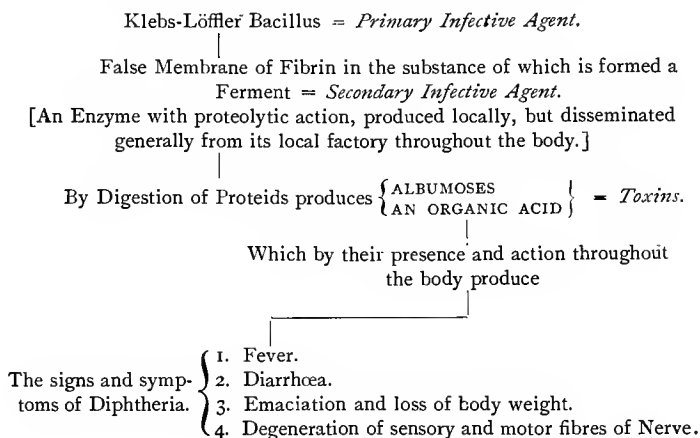 Klebs-Löffler Bacillus = Primary Infective Agent.
False Membrane of Fibrin in the substance of which is formed a
Ferment = Secondary Infective Agent.
[An Enzyme with proteolytic action, produced locally, but disseminated
generally from its local factory throughout the body.]
By Digestion of Proteids produces { ALBUMOSES
AN ORGANIC ACID } = Toxins.
Which by their presence and action throughout
the body produce
The signs and symp-
toms of Diphtheria.
1. Fever.
2. Diarrhœa.
3. Emaciation and loss of body weight.
4. Degeneration of sensory and motor fibres of Nerve.